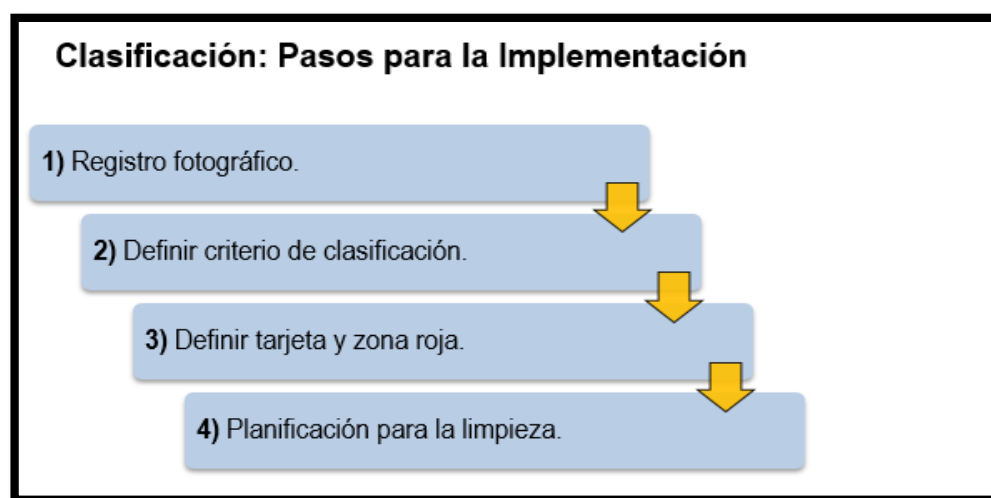 Clasificación: Pasos para la Implementación
1) Registro fotográfico.
2) Definir criterio de clasificación.
3) Definir tarjeta y zona roja.
4) Planificación para la limpieza.